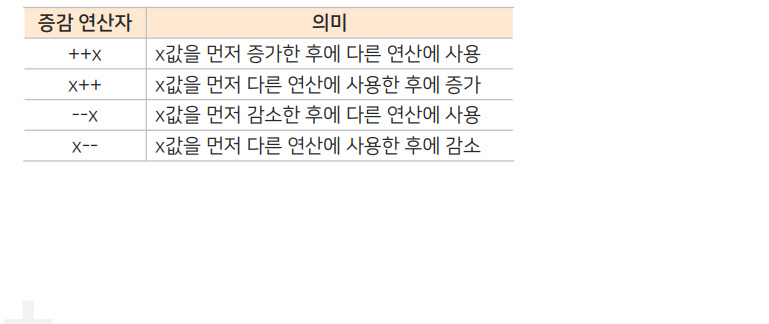 증감 연산자 의미
++x x값을 먼저 증가한 후에 다른 연산에 사용
x++ x값을 먼저 다른 연산에 사용한 후에 증가
--x x값을 먼저 감소한 후에 다른 연산에 사용
x-- x값을 먼저 다른 연산에 사용한 후에 감소